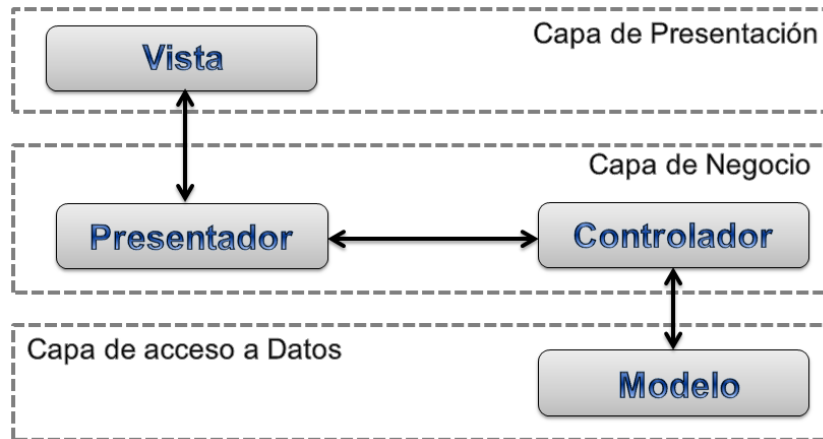 Capa de Presentación
Vista
Capa de Negocio
Presentador
Controlador
Capa de acceso a Datos
Modelo